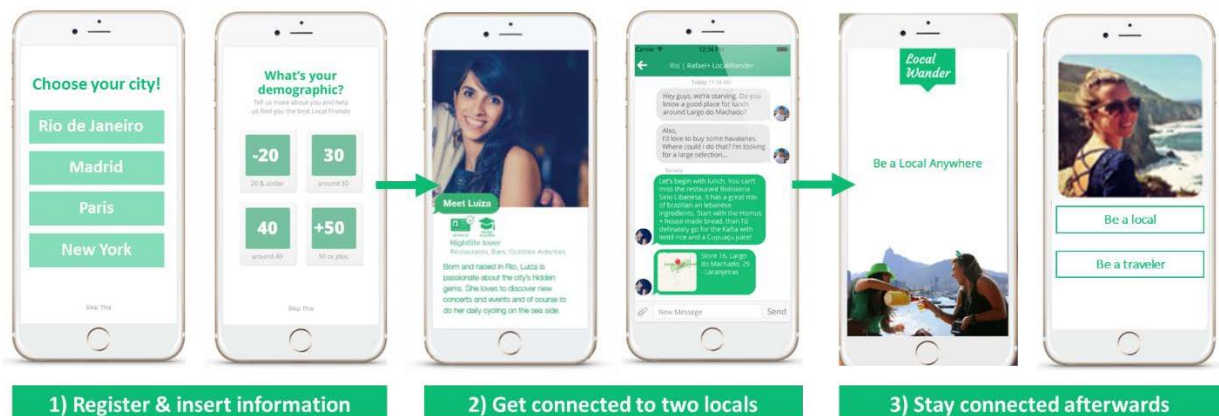 Choose your city!
Rio de Janeiro
Madrid
Paris
New York
Skip This
What's your
demographic?
Tell us more about you and help
us find you the best Local Friends
-20
20 & under
30
around 30
40
around 40
+50
50 or plus
Skip This
1) Register & insert information
Meet Luiza
Nightlife lover
Restaurants, Bars, Outdoor Activities
Born and raised in Rio, Luiza is
passionate about the city's hidden
gems. She loves to discover new
concerts and events and of course to
do her daily cycling on the sea side.
Carrier 12:34 PM
Rio | Rafael+ LocalWander
Today 11:34 AM
Hey guys, we're starving. Do you
know a good place for lunch
around Largo do Machado?
Also,
I'd love to buy some havaianas.
Where could i do that? I'm looking
for a large selection...
Let's begin with lunch. You can't
miss the restaurant Rotisseria
Sírio Libanesa. It has a great mix
of brazilian an lebanese
ingredients. Start with the Homus
+ house made bread, than I'd
definately go for the Kafta with
lentil rice and a Cupuaçu juice!
Store 16, Largo
do Machado, 29
- Laranjeiras
New Message
Send
2) Get connected to two locals
Local
Wander
Be a Local Anywhere
Be a local
Be a traveler
3) Stay connected afterwards